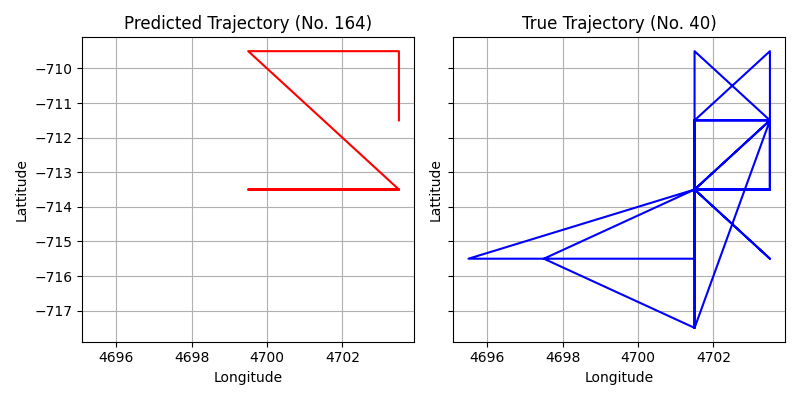 Predicted Trajectory (No. 164)
True Trajectory (No. 40)
Lattitude
−710
−711
−712
−713
−714
−715
−716
−717
4696
4698
4700
4702
Longitude
Lattitude
4696
4698
4700
4702
Longitude